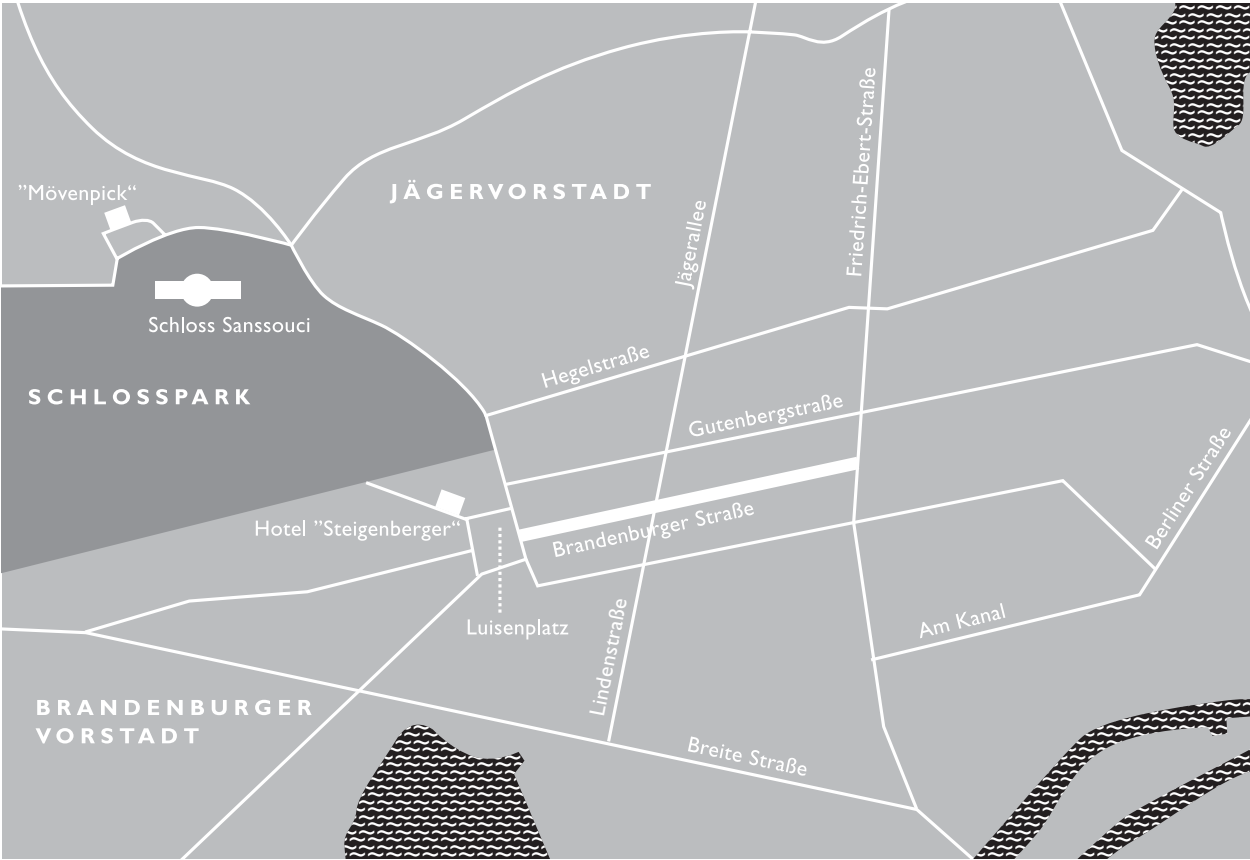 ”Mövenpick“
JÄGERVORSTADT
Jägerallee
Friedrich-Ebert-Straße
Schloss Sanssouci
SCHLOSSPARK
Hegelstraße
Gutenbergstraße
Hotel ”Steigenberger“
Brandenburger Straße
Berliner Straße
Luisenplatz
Lindenstraße
Am Kanal
BRANDENBURGER
VORSTADT
Breite Straße